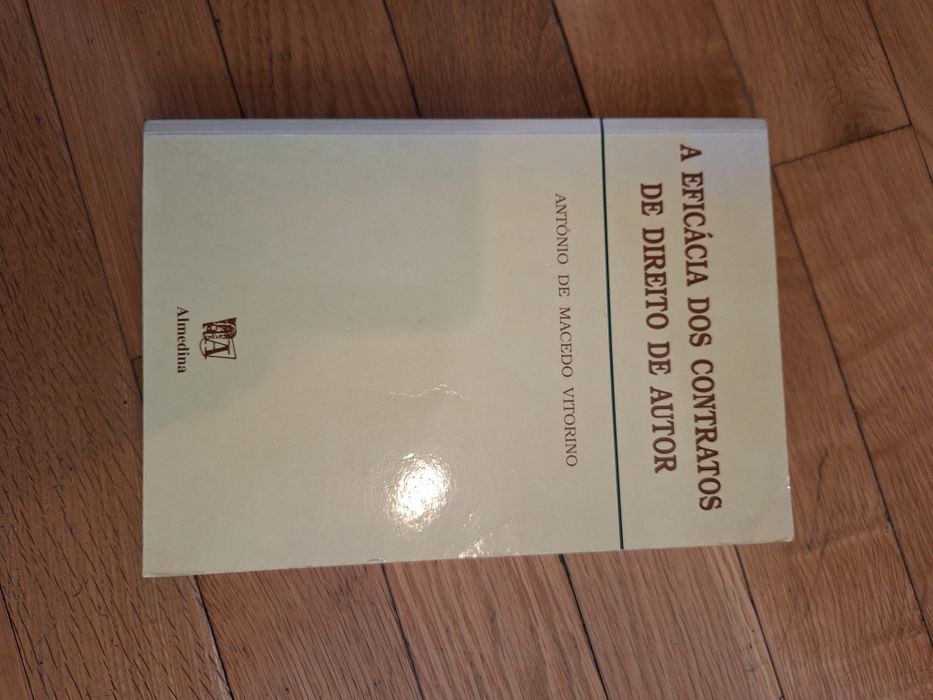 A EFICÁCIA DOS CONTRATOS
DE DIREITO DE AUTOR
ANTÓNIO DE MACEDO VITORINO
A
Almedina